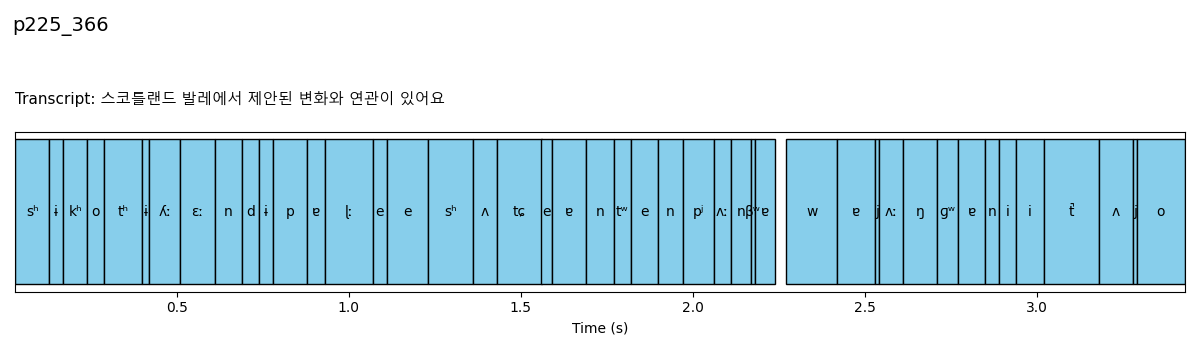 p225_366
Transcript: 스코틀랜드 발레에서 제안된 변화와 연관이 있어요
sʰ ɨ kʰ o tʰ ɨ ʎː ɛː n d ɨ p ɐ ɭː e e sʰ ʌ tɕ e ɐ n tʷ e n pʲ ʌː n βʷ ɐ w ɐ j ʌː ŋ ɡʷ ɐ n i i t̚ ʌ j o
0.5 1.0 1.5 2.0 2.5 3.0
Time (s)